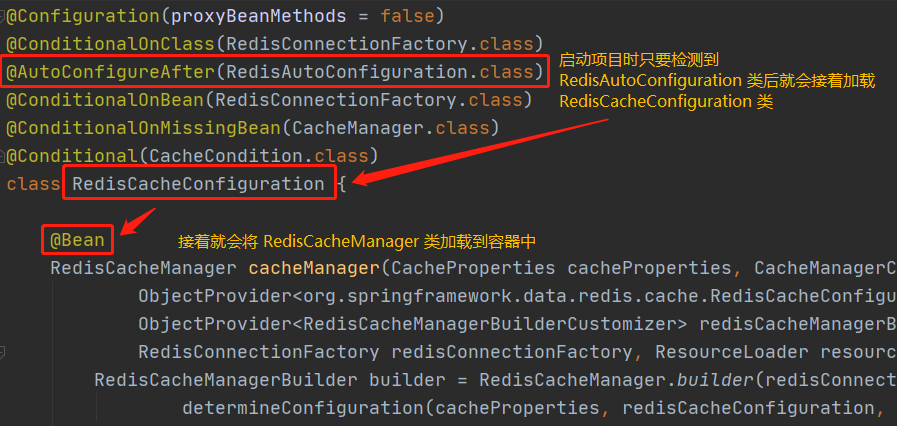 @Configuration(proxyBeanMethods = false)
@ConditionalOnClass(RedisConnectionFactory.class)
@AutoConfigureAfter(RedisAutoConfiguration.class)
启动项目时只要检测到
RedisAutoConfiguration 类后就会接着加载
RedisCacheConfiguration 类
@ConditionalOnBean(RedisConnectionFactory.class)
@ConditionalOnMissingBean(CacheManager.class)
@Conditional(CacheCondition.class)
class RedisCacheConfiguration {
@Bean
接着就会将 RedisCacheManager 类加载到容器中
RedisCacheManager cacheManager(CacheProperties cacheProperties, CacheManagerC
ObjectProvider<org.springframework.data.redis.cache.RedisCacheConfigu
ObjectProvider<RedisCacheManagerBuilderCustomizer> redisCacheManagerB
RedisConnectionFactory redisConnectionFactory, ResourceLoader resourc
RedisCacheManagerBuilder builder = RedisCacheManager.builder(redisConnect
determineConfiguration(cacheProperties, redisCacheConfiguration,